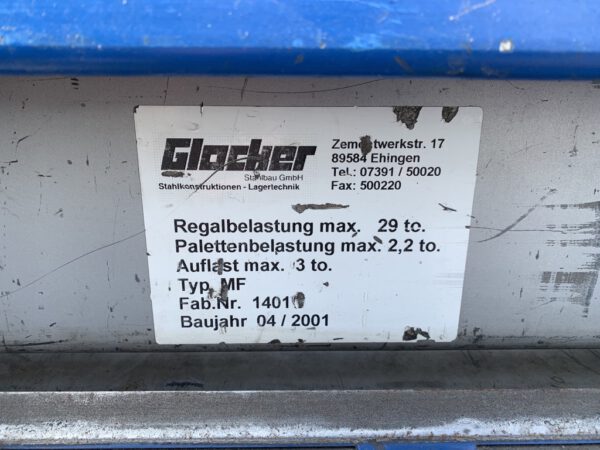 Glocker
Stahlbau GmbH
Stahlkonstruktionen - Lagertechnik
Zementwerkstr. 17
89584 Ehingen
Tel.: 07391 / 50020
Fax: 500220
Regalbelastung max. 29 to.
Palettenbelastung max. 2,2 to.
Auflast max. 3 to.
Typ MF
Fab.Nr.
Baujahr 04 / 2001